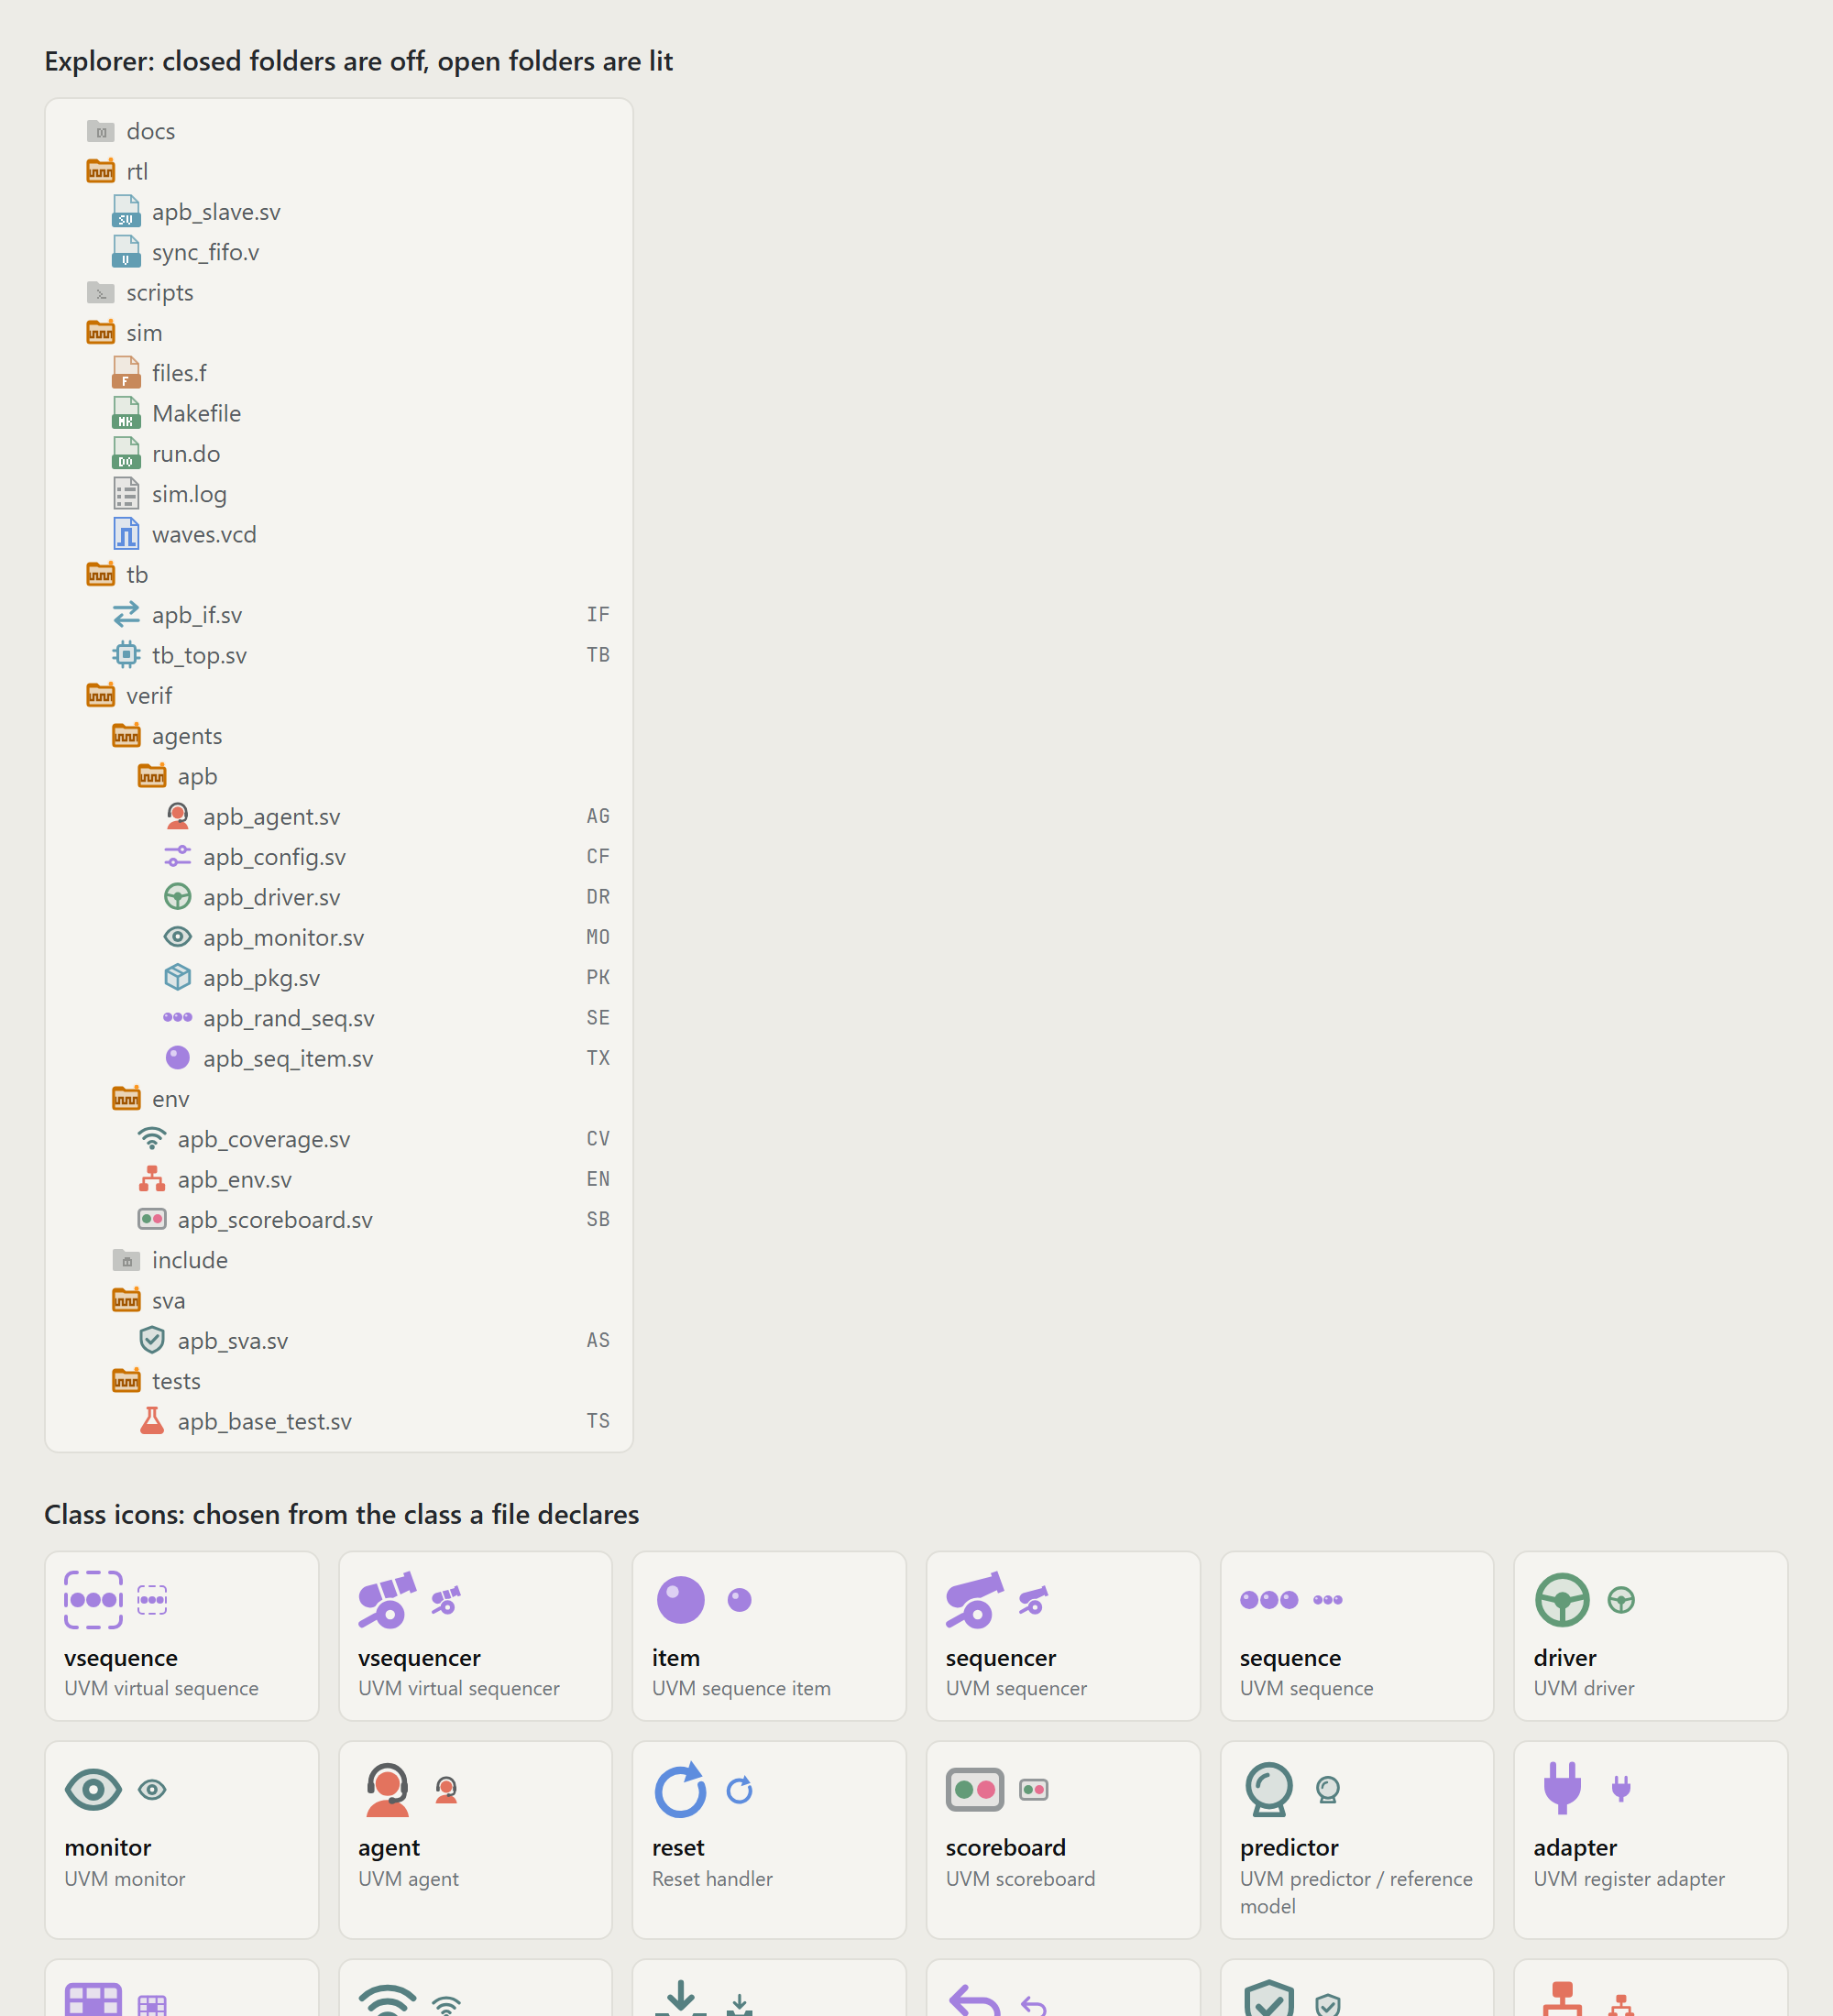 Explorer: closed folders are off, open folders are lit
docs
rtl
SV apb_slave.sv
V sync_fifo.v
scripts
sim
F files.f
MK Makefile
DO run.do
sim.log
waves.vcd
tb
apb_if.sv IF
tb_top.sv TB
verif
agents
apb
apb_agent.sv AG
apb_config.sv CF
apb_driver.sv DR
apb_monitor.sv MO
apb_pkg.sv PK
apb_rand_seq.sv SE
apb_seq_item.sv TX
env
apb_coverage.sv CV
apb_env.sv EN
apb_scoreboard.sv SB
include
sva
apb_sva.sv AS
tests
apb_base_test.sv TS
Class icons: chosen from the class a file declares
vsequence
UVM virtual sequence
vsequencer
UVM virtual sequencer
item
UVM sequence item
sequencer
UVM sequencer
sequence
UVM sequence
driver
UVM driver
monitor
UVM monitor
agent
UVM agent
reset
Reset handler
scoreboard
UVM scoreboard
predictor
UVM predictor / reference
model
adapter
UVM register adapter